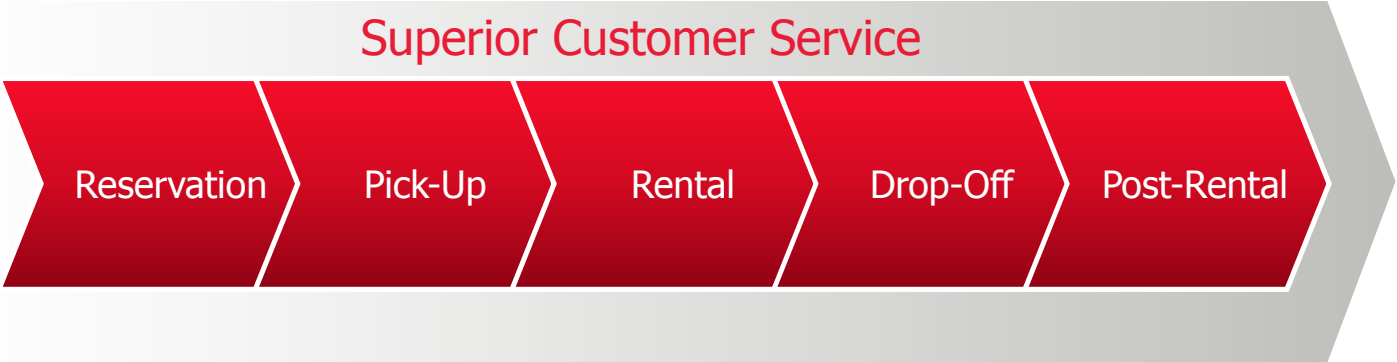 Superior Customer Service
Reservation
Pick-Up
Rental
Drop-Off
Post-Rental